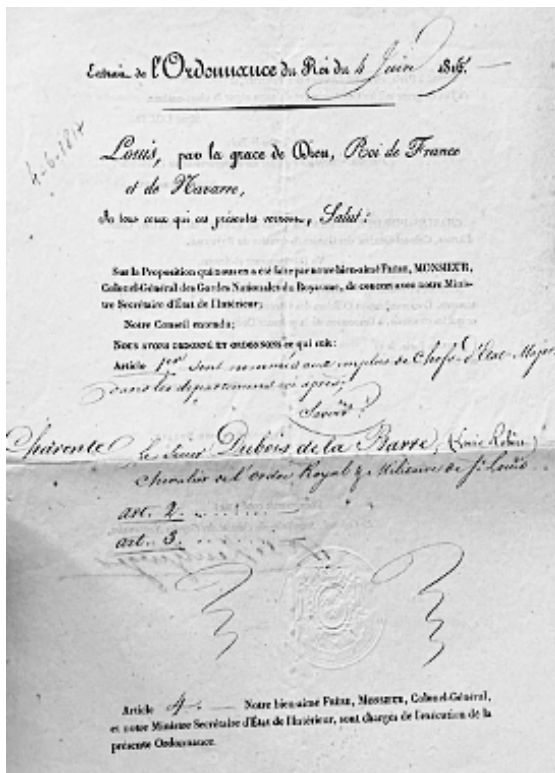 Extrait de l'Ordonnance du Roi du 4 Juin
4-6-181
Louis, par la grace de Dieu, Roi de France
et de Navarre,
A tous ceux qui ces présentes verront, Salut:
Sur la Proposition qui nous en a été faite par notre bien-aimé FRÈRE, MONSIEUR,
Colonel-Général des Gardes Nationales du Royaume, de concert avec notre Minis-
tre Secrétaire d'État de l'Intérieur;
Notre Conseil entendu;
NOUS AVONS ORDONNÉ ET ORDONNONS ce qui suit:
Article 1er Sont nommés aux emplois de Chefs d'Etat-Major
dans les départemens ci après;
Savoir:
Charente Le Sieur Dubois de la Barre, (Louis
Chevalier de l'Ordre Royal & Militaire de St. Louis
art. 2.
art. 3.
Article 4. Notre bien-aimé FRÈRE, MONSIEUR, Colonel-Général,
et notre Ministre Secrétaire d'État de l'Intérieur, sont chargés de l'exécution de la
présente Ordonnance.